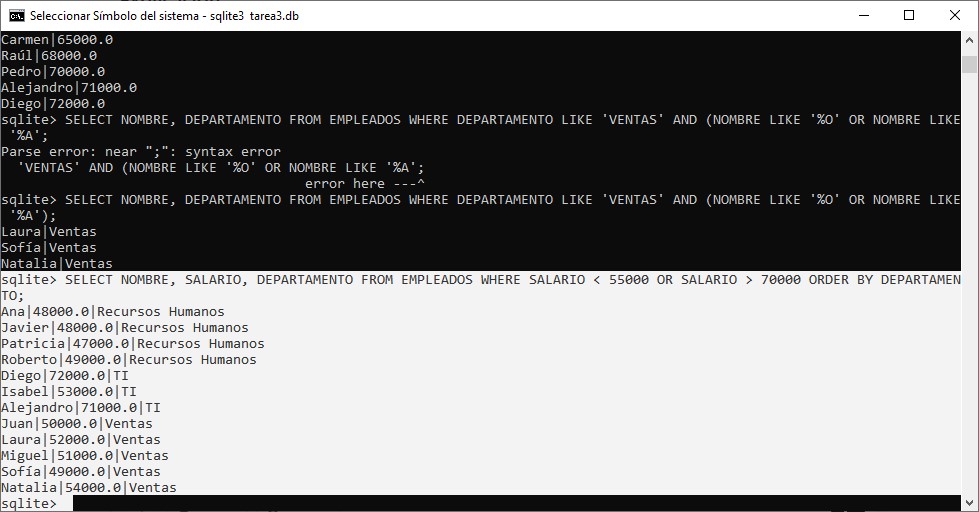 Seleccionar Símbolo del sistema - sqlite3 tarea3.db
Carmen|65000.0
Raúl|68000.0
Pedro|70000.0
Alejandro|71000.0
Diego|72000.0
sqlite> SELECT NOMBRE, DEPARTAMENTO FROM EMPLEADOS WHERE DEPARTAMENTO LIKE 'VENTAS' AND (NOMBRE LIKE '%O' OR NOMBRE LIKE
 '%A';
Parse error: near ";": syntax error
  'VENTAS' AND (NOMBRE LIKE '%O' OR NOMBRE LIKE '%A';
                                      error here ---^
sqlite> SELECT NOMBRE, DEPARTAMENTO FROM EMPLEADOS WHERE DEPARTAMENTO LIKE 'VENTAS' AND (NOMBRE LIKE '%O' OR NOMBRE LIKE
 '%A');
Laura|Ventas
Sofía|Ventas
Natalia|Ventas
sqlite> SELECT NOMBRE, SALARIO, DEPARTAMENTO FROM EMPLEADOS WHERE SALARIO < 55000 OR SALARIO > 70000 ORDER BY DEPARTAMEN
TO;
Ana|48000.0|Recursos Humanos
Javier|48000.0|Recursos Humanos
Patricia|47000.0|Recursos Humanos
Roberto|49000.0|Recursos Humanos
Diego|72000.0|TI
Isabel|53000.0|TI
Alejandro|71000.0|TI
Juan|50000.0|Ventas
Laura|52000.0|Ventas
Miguel|51000.0|Ventas
Sofía|49000.0|Ventas
Natalia|54000.0|Ventas
sqlite>